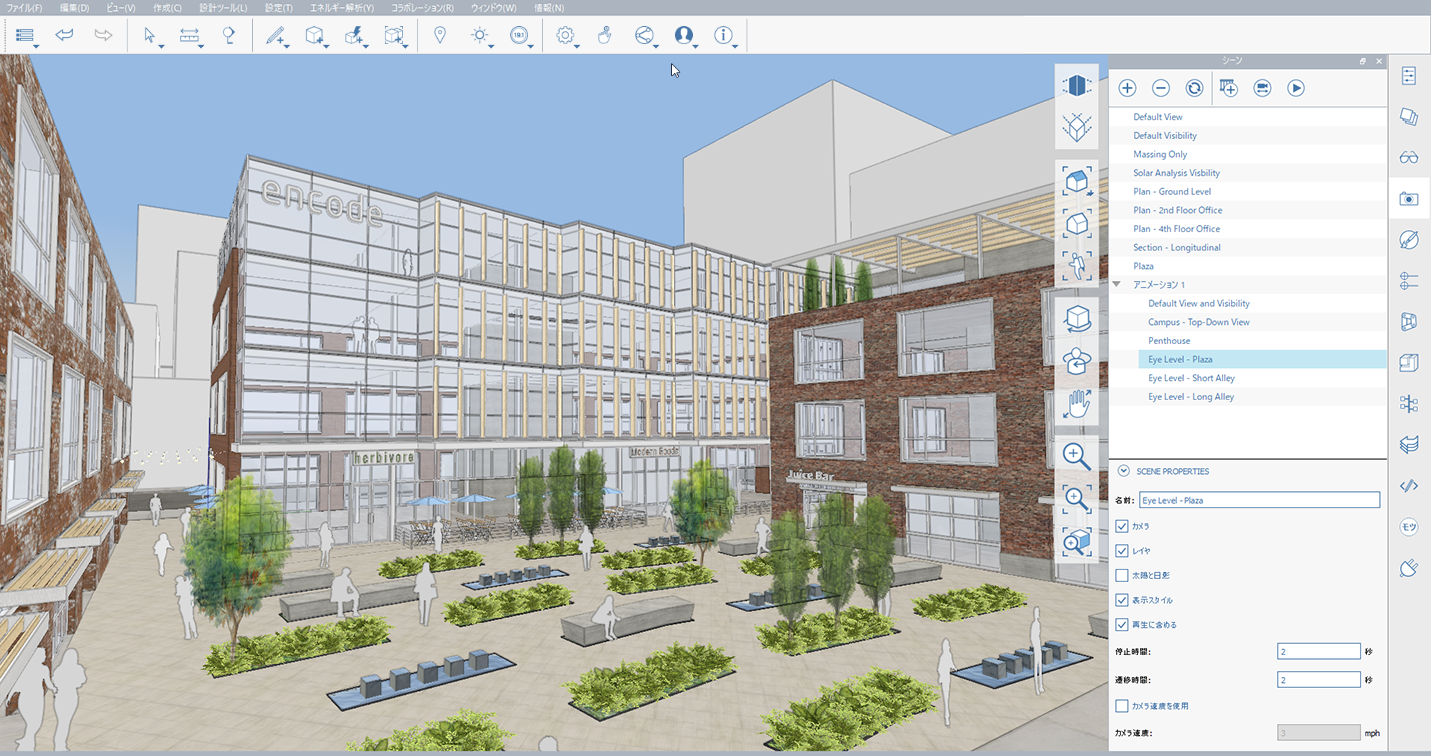 ファイル(F) 編集(D) ビュー(V) 作成(C) 設計ツール(L) 設定(T) エネルギー解析(Y) コラボレーション(R) ウィンドウ(W) 情報(N)
19.1
シーン
Default View
Default Visibility
Massing Only
Solar Analysis Visbility
Plan - Ground Level
Plan - 2nd Floor Office
Plan - 4th Floor Office
Section - Longitudinal
Plaza
アニメーション 1
Default View and Visibility
Campus - Top-Down View
Penthouse
Eye Level - Plaza
Eye Level - Short Alley
Eye Level - Long Alley
モツ
SCENE PROPERTIES
名前: Eye Level - Plaza
カメラ
レイヤ
太陽と日影
表示スタイル
再生に含める
停止時間: 2 秒
遷移時間: 2 秒
カメラ速度を使用
カメラ速度: 3 mph
encode
herbivore
Modern Goods
Juice Bar